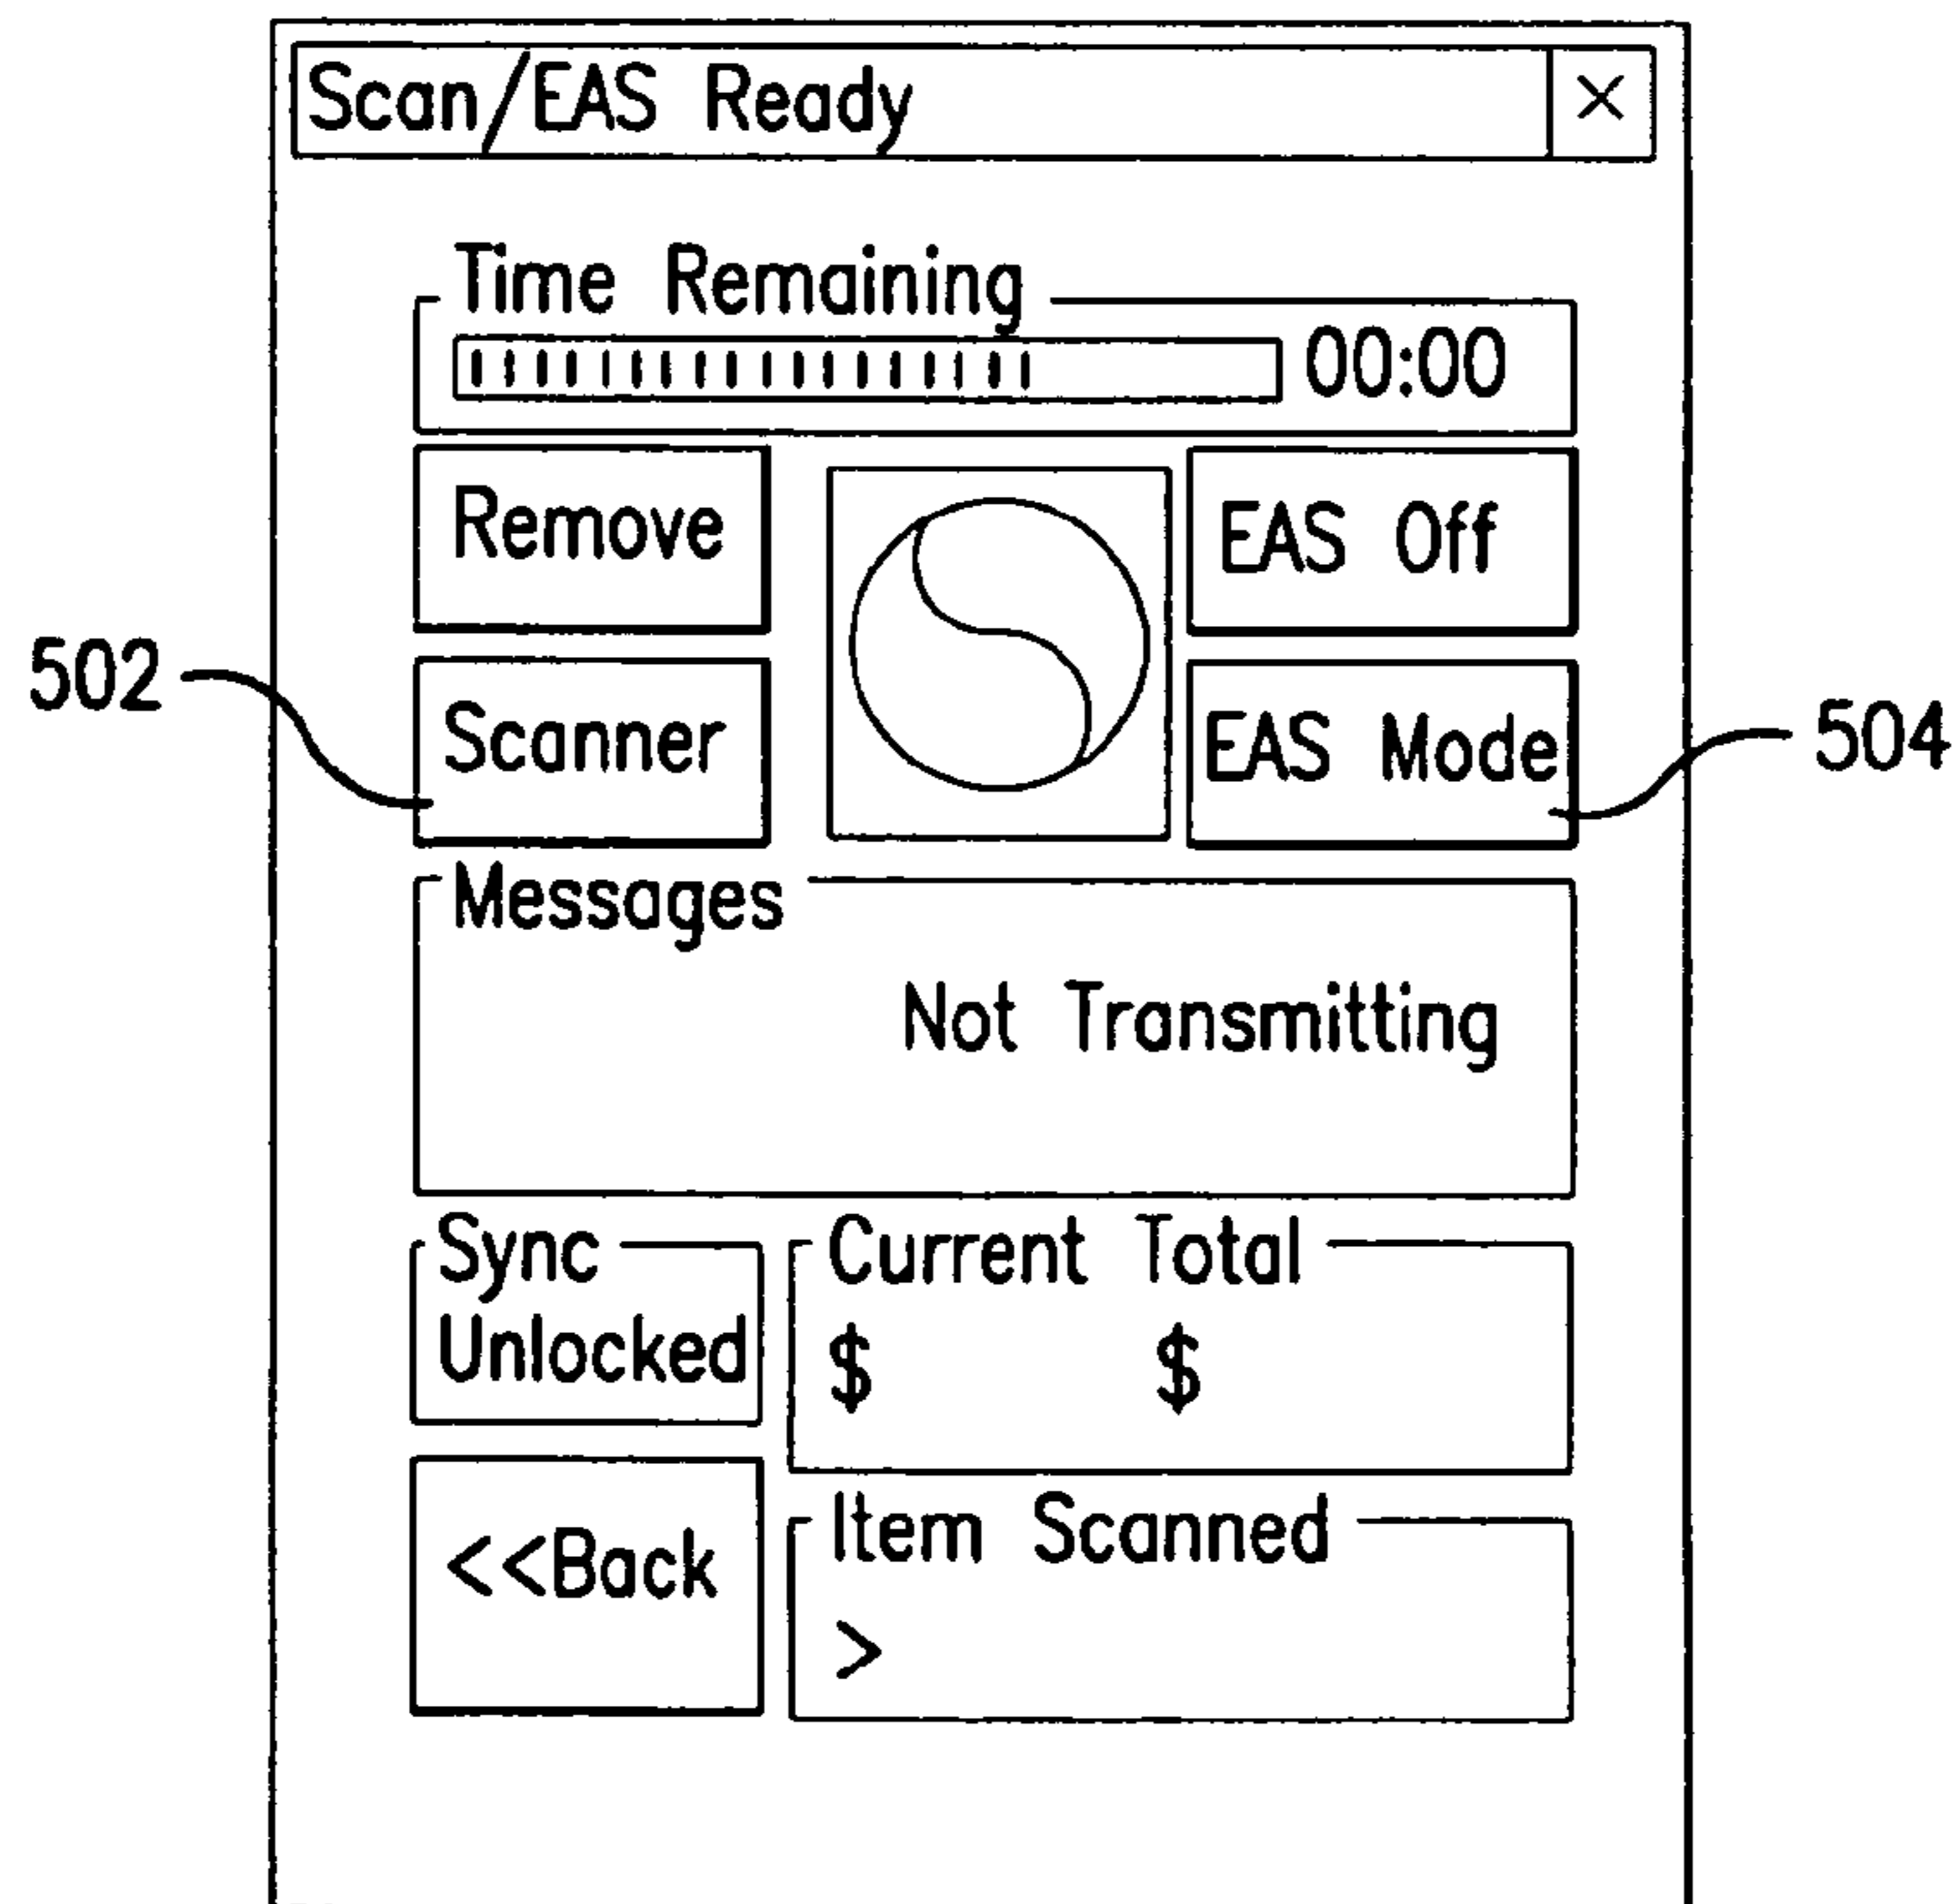 Scan/EAS Ready X
Time Remaining
00:00
Remove
EAS Off
502
Scanner
EAS Mode
504
Messages
Not Transmitting
Sync
Unlocked
Current Total
$ $
<<Back
Item Scanned
>